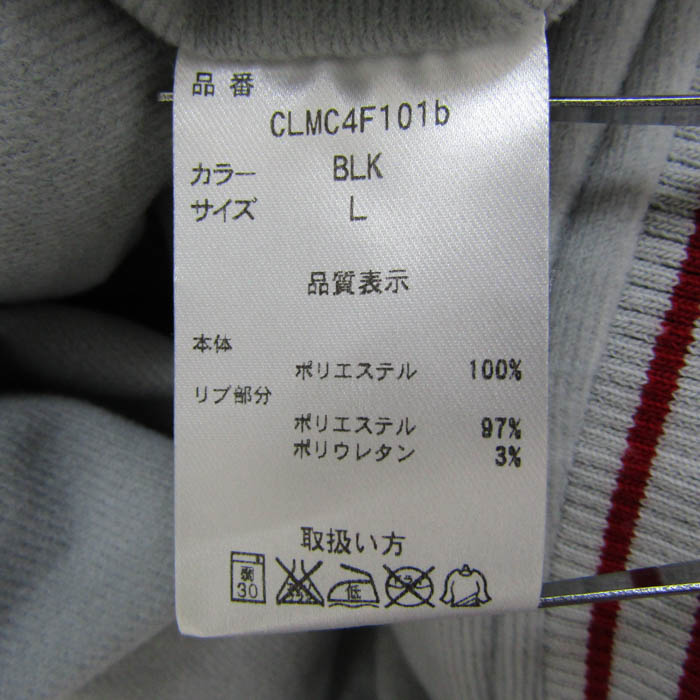 品番
CLMC4F101b
カラー BLK
サイズ L
品質表示
本体
ポリエステル 100%
リブ部分
ポリエステル 97%
ポリウレタン 3%
取扱い方
弱 30 低